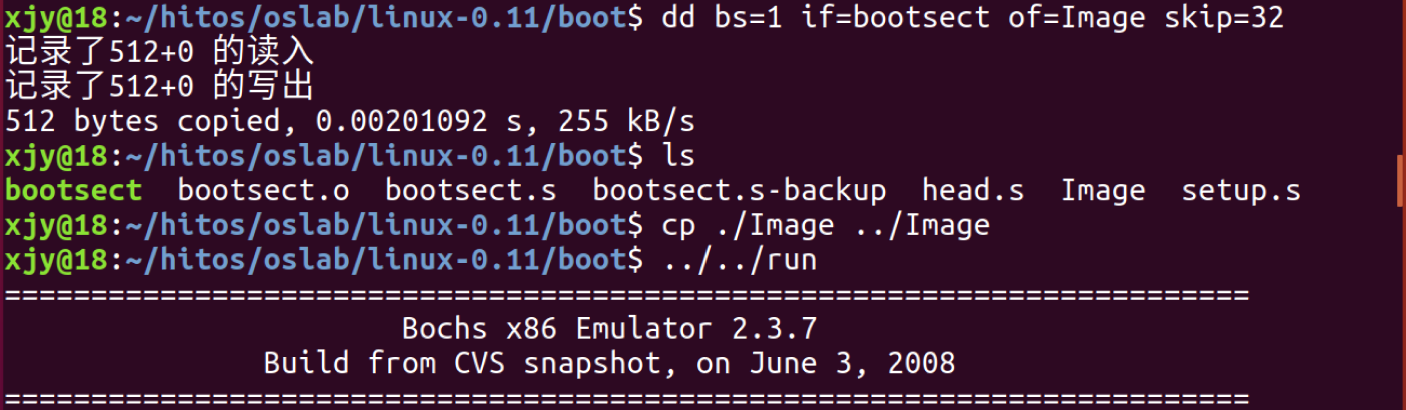 xjy@18:~/hitos/oslab/linux-0.11/boot$ dd bs=1 if=bootsect of=Image skip=32
记录了512+0 的读入
记录了512+0 的写出
512 bytes copied, 0.00201092 s, 255 kB/s
xjy@18:~/hitos/oslab/linux-0.11/boot$ ls
bootsect  bootsect.o  bootsect.s  bootsect.s-backup  head.s  Image  setup.s
xjy@18:~/hitos/oslab/linux-0.11/boot$ cp ./Image ../Image
xjy@18:~/hitos/oslab/linux-0.11/boot$ ../../run
========================================================================
                       Bochs x86 Emulator 2.3.7
               Build from CVS snapshot, on June 3, 2008
========================================================================